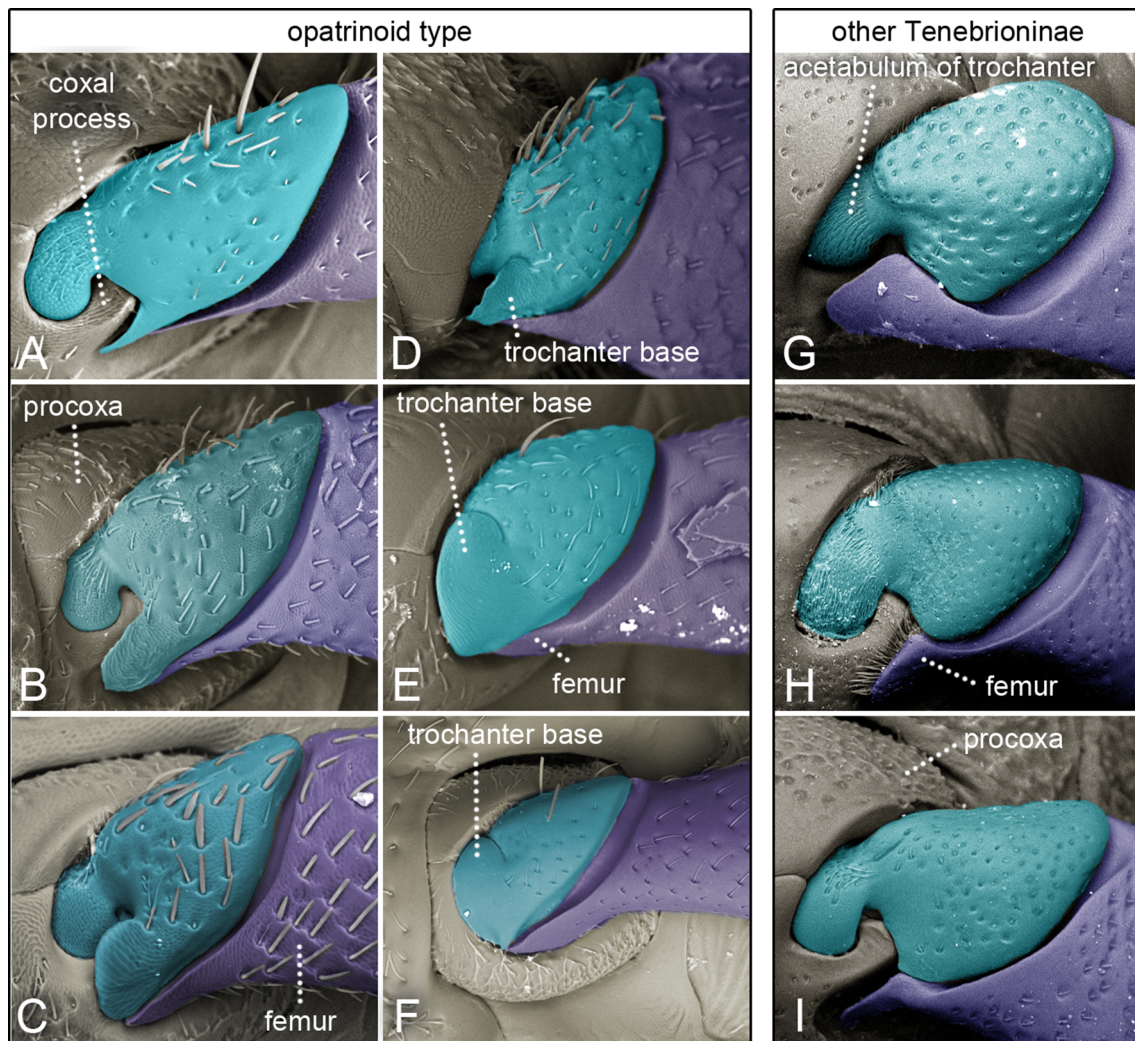 opatrinoid type
coxal
process
A
D
trochanter base
procoxa
B
trochanter base
E
femur
C
femur
trochanter base
F
other Tenebrioninae
acetabulum of trochanter
G
H
femur
procoxa
I